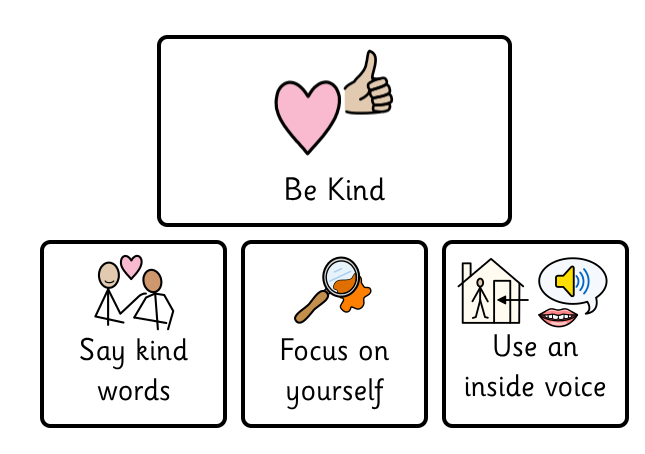 Be Kind
Say kind
words
Focus on
yourself
Use an
inside voice